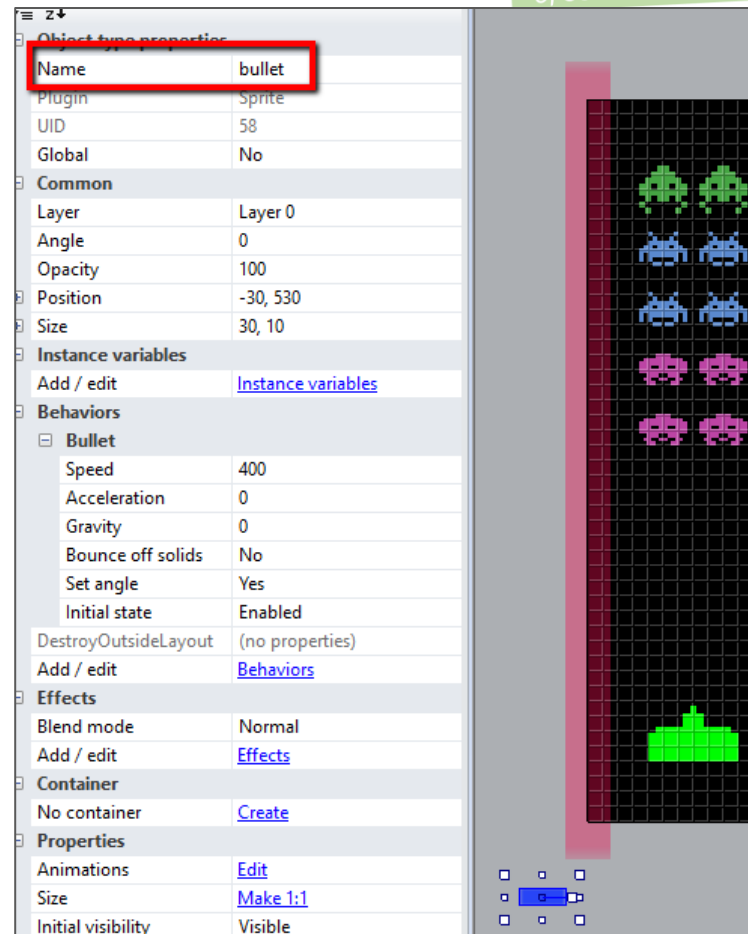 Object type properties
Name bullet
Plugin Sprite
UID 58
Global No
Common
Layer Layer 0
Angle 0
Opacity 100
Position -30, 530
Size 30, 10
Instance variables
Add / edit Instance variables
Behaviors
Bullet
Speed 400
Acceleration 0
Gravity 0
Bounce off solids No
Set angle Yes
Initial state Enabled
DestroyOutsideLayout (no properties)
Add / edit Behaviors
Effects
Blend mode Normal
Add / edit Effects
Container
No container Create
Properties
Animations Edit
Size Make 1:1
Initial visibility Visible